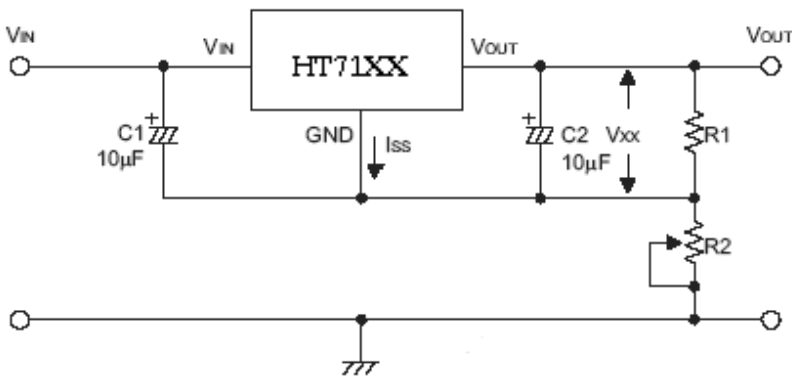 VIN
VIN
HT71XX
VOUT
VOUT
+
C1
10µF
GND
ISS
+
C2
10µF
VXX
R1
R2